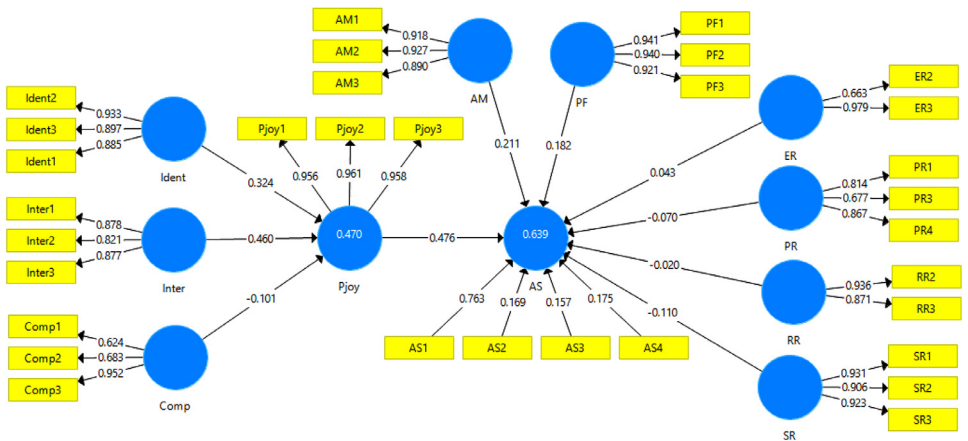 AM1
AM2
AM3
0.918
0.927
0.890
AM
PF1
PF2
PF3
0.941
0.940
0.921
PF
Ident2
Ident3
Ident1
0.933
0.897
0.885
Ident
0.324
Pjoy1
Pjoy2
Pjoy3
0.956
0.961
0.958
0.211
0.182
ER2
ER3
0.663
0.979
ER
0.043
Inter1
Inter2
Inter3
0.878
0.821
0.877
Inter
0.460
0.470
Pjoy
0.476
0.639
AS
-0.070
PR1
PR3
PR4
0.814
0.677
0.867
PR
-0.101
-0.020
RR2
RR3
0.936
0.871
RR
Comp1
Comp2
Comp3
0.624
0.683
0.952
Comp
0.763
0.169
0.157
0.175
AS1
AS2
AS3
AS4
-0.110
SR1
SR2
SR3
0.931
0.906
0.923
SR